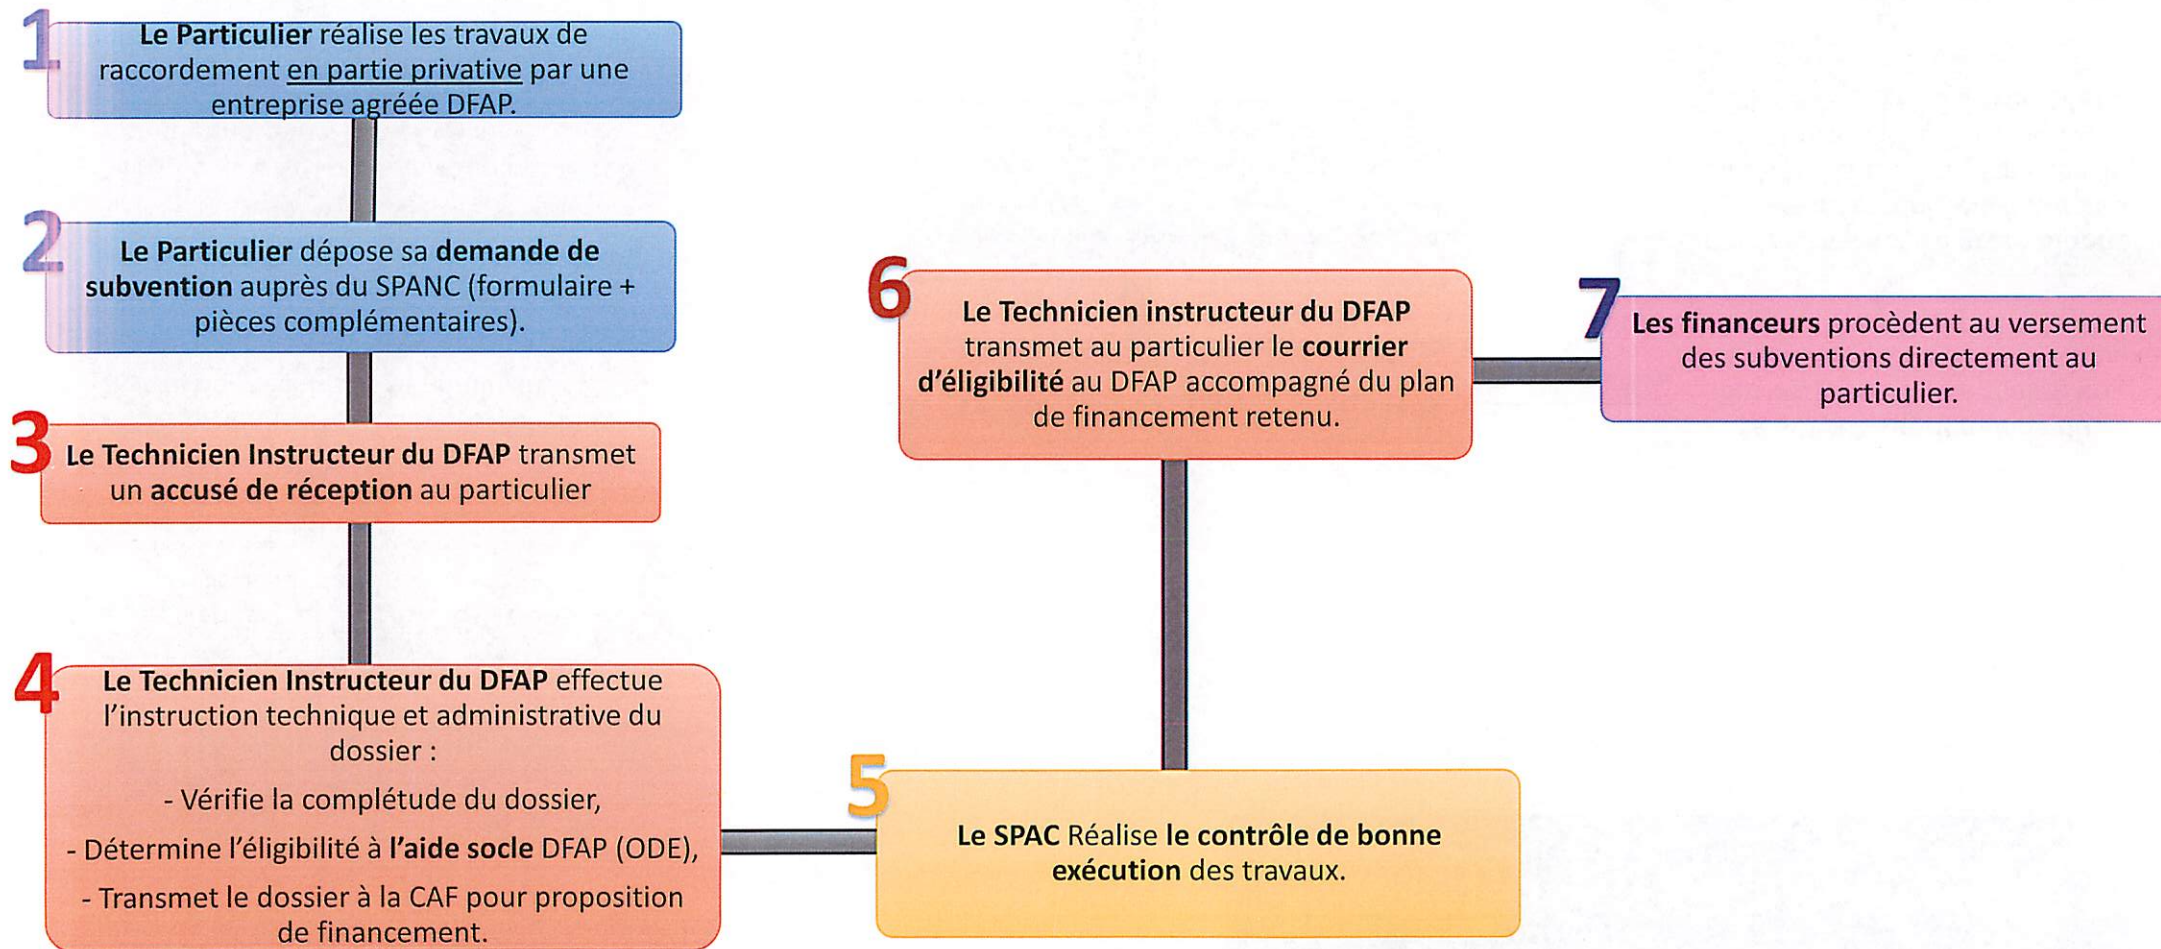 1
Le Particulier réalise les travaux de
raccordement en partie privative par une
entreprise agréée DFAP.
2
Le Particulier dépose sa demande de
subvention auprès du SPANC (formulaire +
pièces complémentaires).
3
Le Technicien Instructeur du DFAP transmet
un accusé de réception au particulier
4
Le Technicien Instructeur du DFAP effectue
l'instruction technique et administrative du
dossier :
- Vérifie la complétude du dossier,
- Détermine l'éligibilité à l'aide socle DFAP (ODE),
- Transmet le dossier à la CAF pour proposition
de financement.
5
Le SPAC Réalise le contrôle de bonne
exécution des travaux.
6
Le Technicien instructeur du DFAP
transmet au particulier le courrier
d'éligibilité au DFAP accompagné du plan
de financement retenu.
7
Les financeurs procèdent au versement
des subventions directement au
particulier.